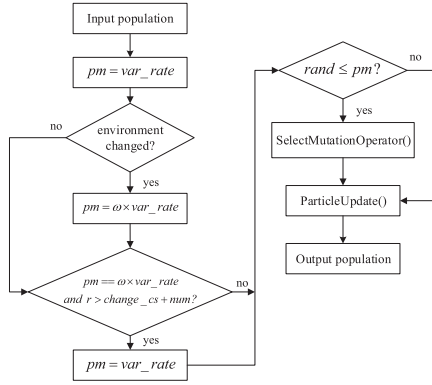 Input population
pm = var_rate
no
environment
changed?
yes
pm = ω×var_rate
pm == ω×var_rate
and r > change_cs + num?
no
yes
pm = var_rate
rand ≤ pm?
no
yes
SelectMutationOperator()
ParticleUpdate()
Output population